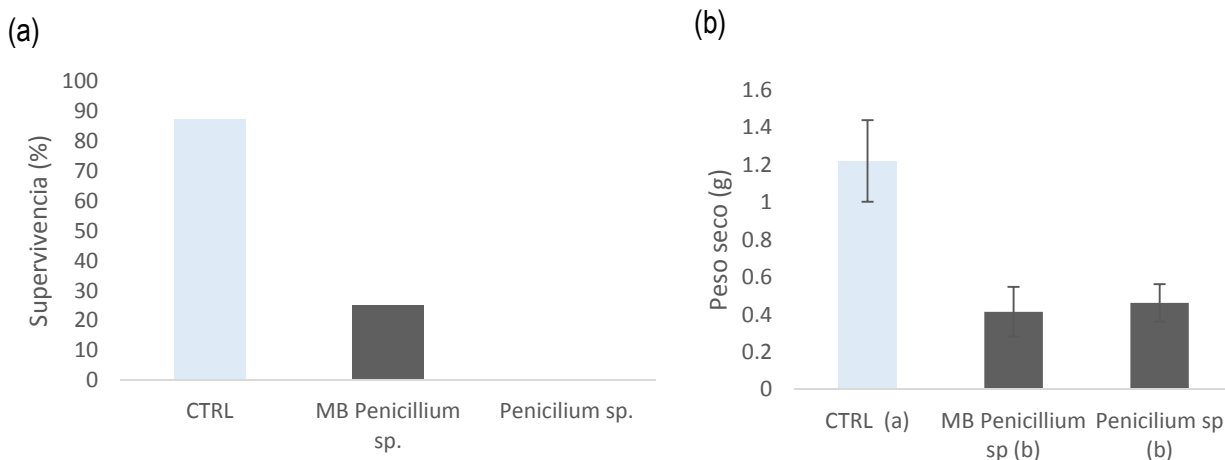 (a)
Supervivencia (%)
100
90
80
70
60
50
40
30
20
10
0
CTRL
MB Penicillium
sp.
Penicilium sp.
(b)
Peso seco (g)
1.6
1.4
1.2
1
0.8
0.6
0.4
0.2
0
CTRL (a)
MB Penicillium
sp (b)
Penicilium sp
(b)